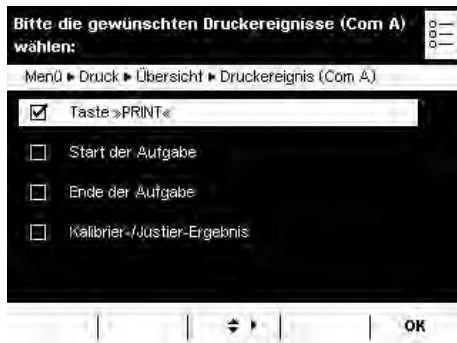 Bitte die gewünschten Druckereignisse (Com A)
wählen:
Menü ▸ Druck ▸ Übersicht ▸ Druckereignis (Com A)
Taste »PRINT«
Start der Aufgabe
Ende der Aufgabe
Kalibrier-/Justier-Ergebnis
OK